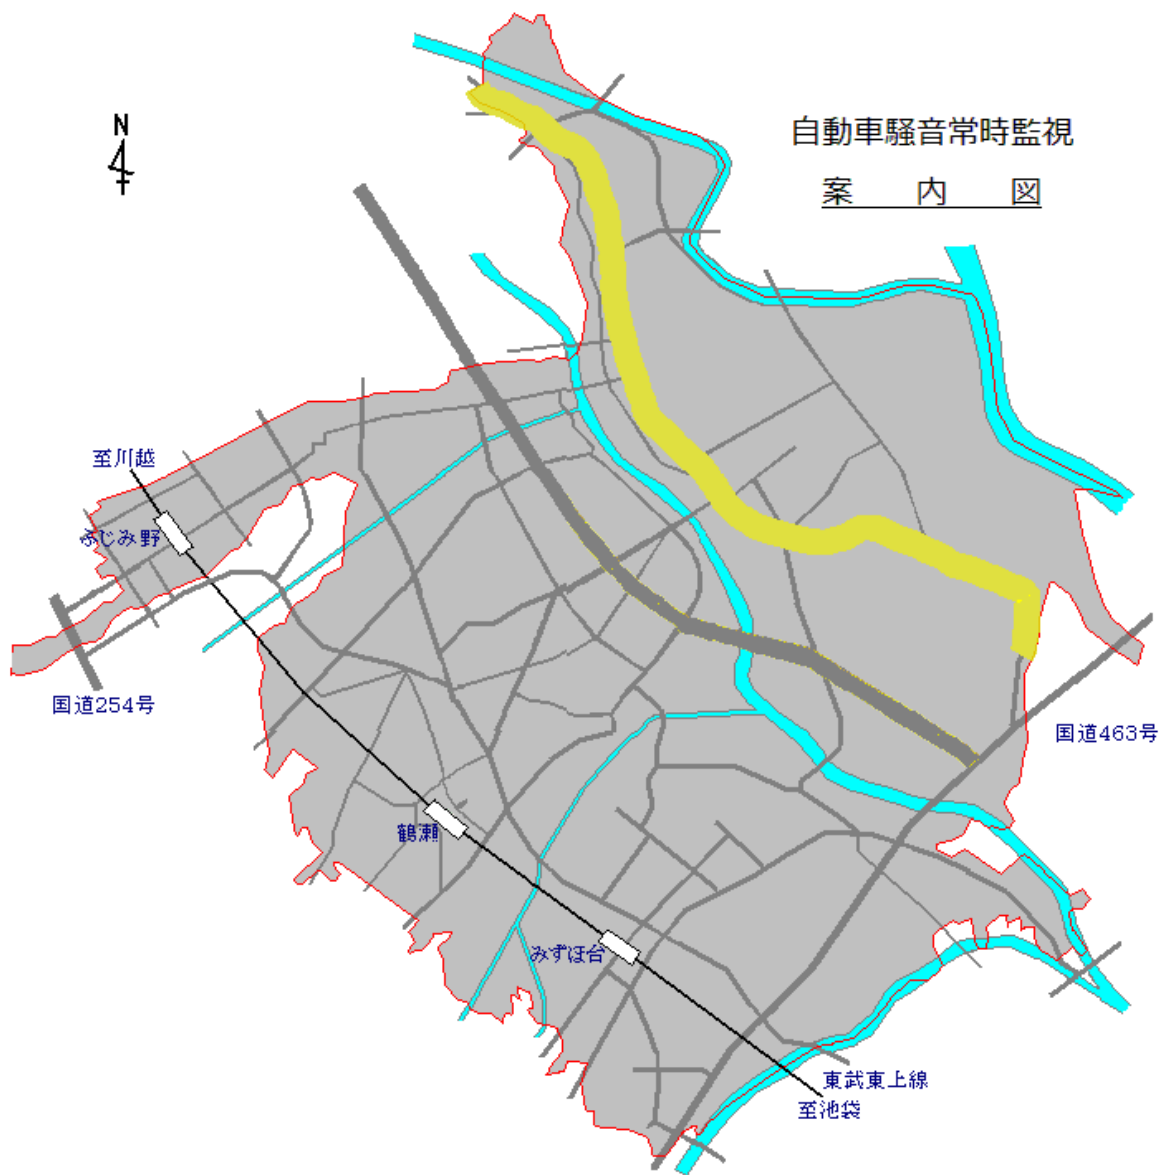 N
自動車騒音常時監視
案 内 図
至川越
ふじみ野
国道254号
国道463号
鶴瀬
みずほ台
東武東上線
至池袋